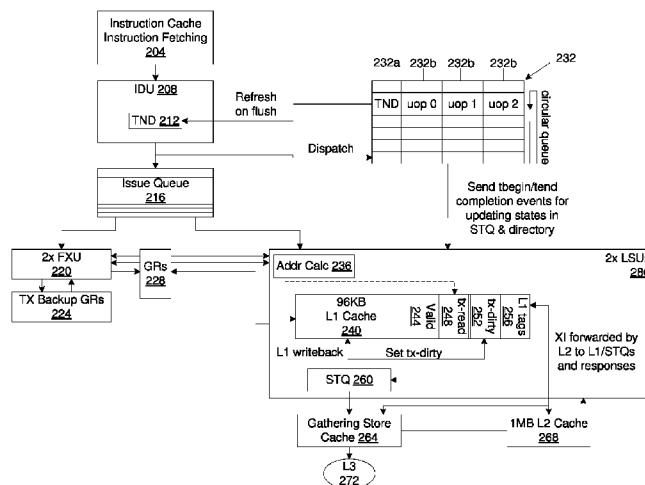 Instruction Cache
Instruction Fetching
204
IDU 208
TND 212
Refresh
on flush
232a 232b 232b 232b
232
TND uop 0 uop 1 uop 2
circular queue
Dispatch
Issue Queue
216
Send tbegin/tend
completion events for
updating states in
STQ & directory
2x FXU
220
TX Backup GRs
224
GRs
228
2x LSUs
Addr Calc 236
96KB
L1 Cache
240
Valid
244
tx-read
248
tx-dirty
252
L1 tags
256
L1 writeback
Set tx-dirty
XI forwarded by
L2 to L1/STQs
and responses
STQ 260
Gathering Store
Cache 264
1MB L2 Cache
268
L3
272